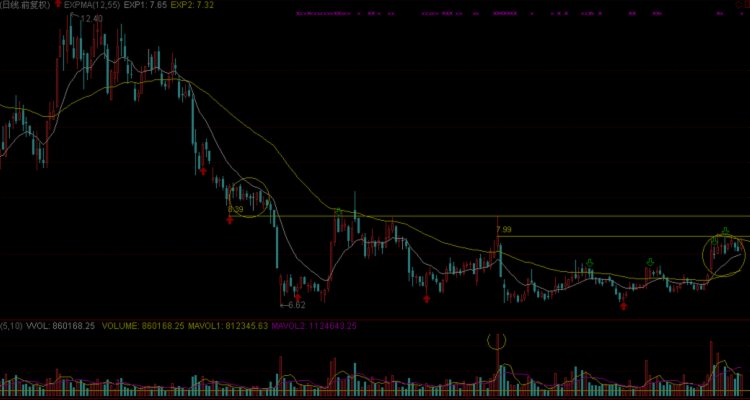 (日线.前复权) EXPMA(12,55) EXP1: 7.65 EXP2: 7.32
12.40
8.39
7.99
6.62
(5,10) VVOL: 860168.25 VOLUME: 860168.25 MAVOL1: 812345.63 MAVOL2: 1124643.25